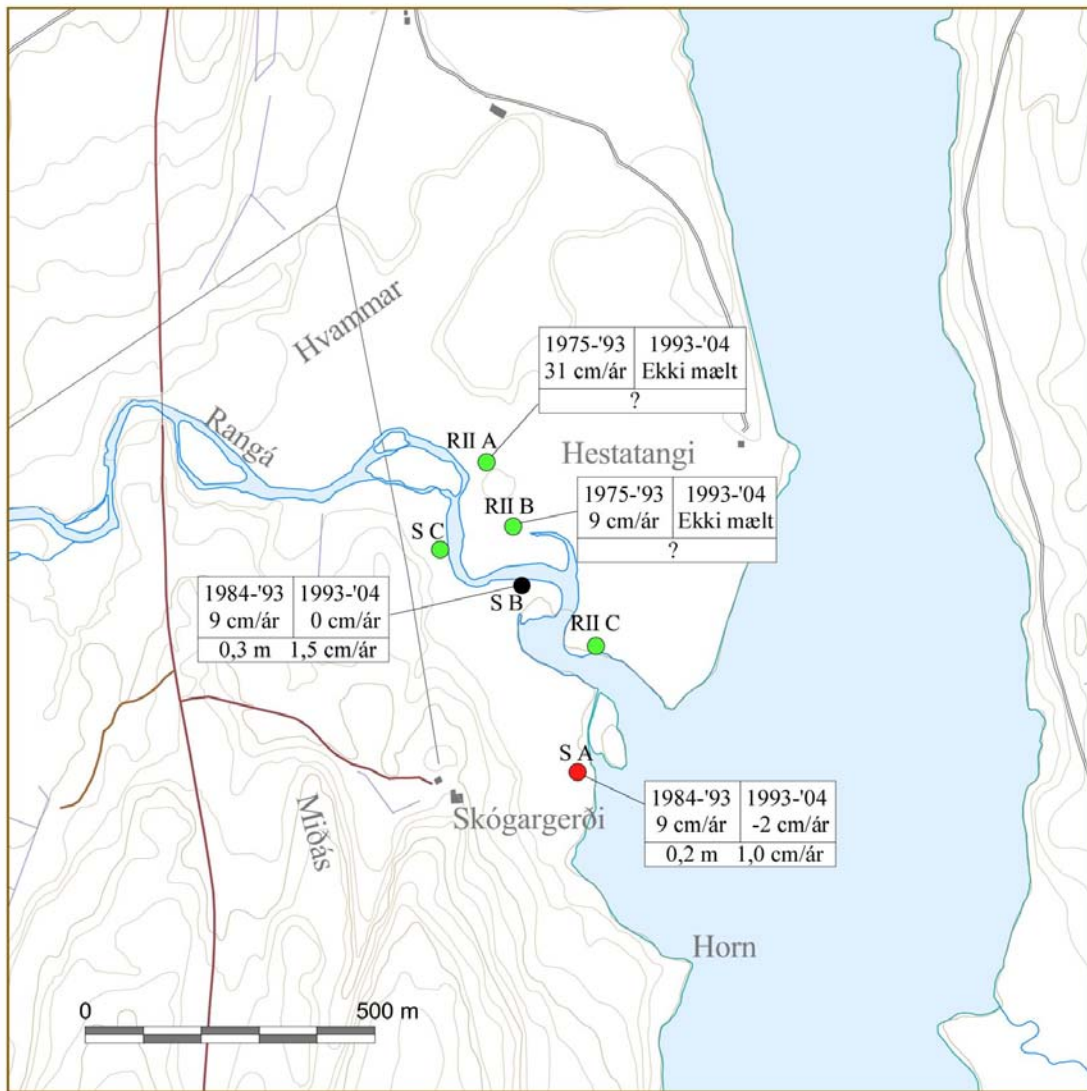 1975-'93 1993-'04
31 cm/ár Ekki mælt
?
Hvammar
Rangá
RII A
Hestatangi
1975-'93 1993-'04
9 cm/ár Ekki mælt
?
RII B
S C
1984-'93 1993-'04
9 cm/ár 0 cm/ár
0,3 m 1,5 cm/ár
S B
RII C
S A
1984-'93 1993-'04
9 cm/ár -2 cm/ár
0,2 m 1,0 cm/ár
Skógargerði
Miðás
Horn
0 500 m